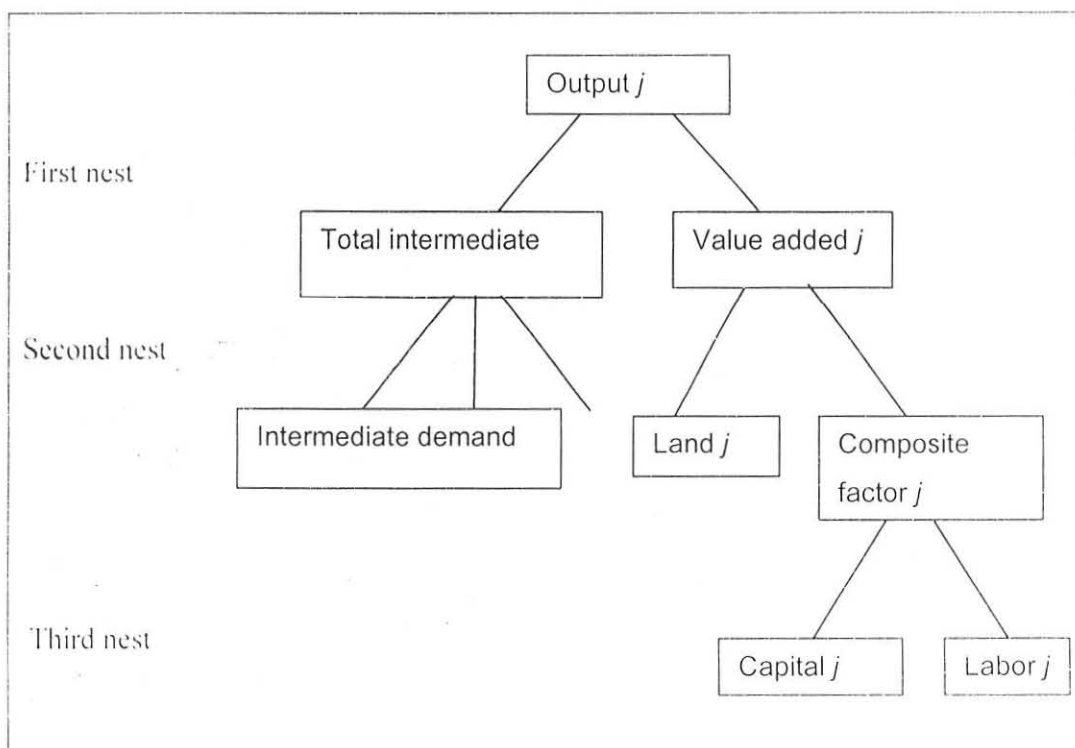 Output j
First nest
Total intermediate
Value added j
Second nest
Intermediate demand
Land j
Composite
factor j
Third nest
Capital j
Labor j